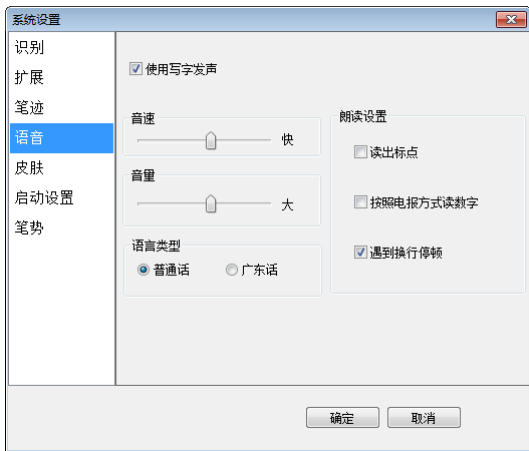 系统设置
识别
扩展
笔迹
语音
皮肤
启动设置
笔势
使用写字发声
音速
快
音量
大
语言类型
普通话 广东话
朗读设置
读出标点
按照电报方式读数字
遇到换行停顿
确定 取消